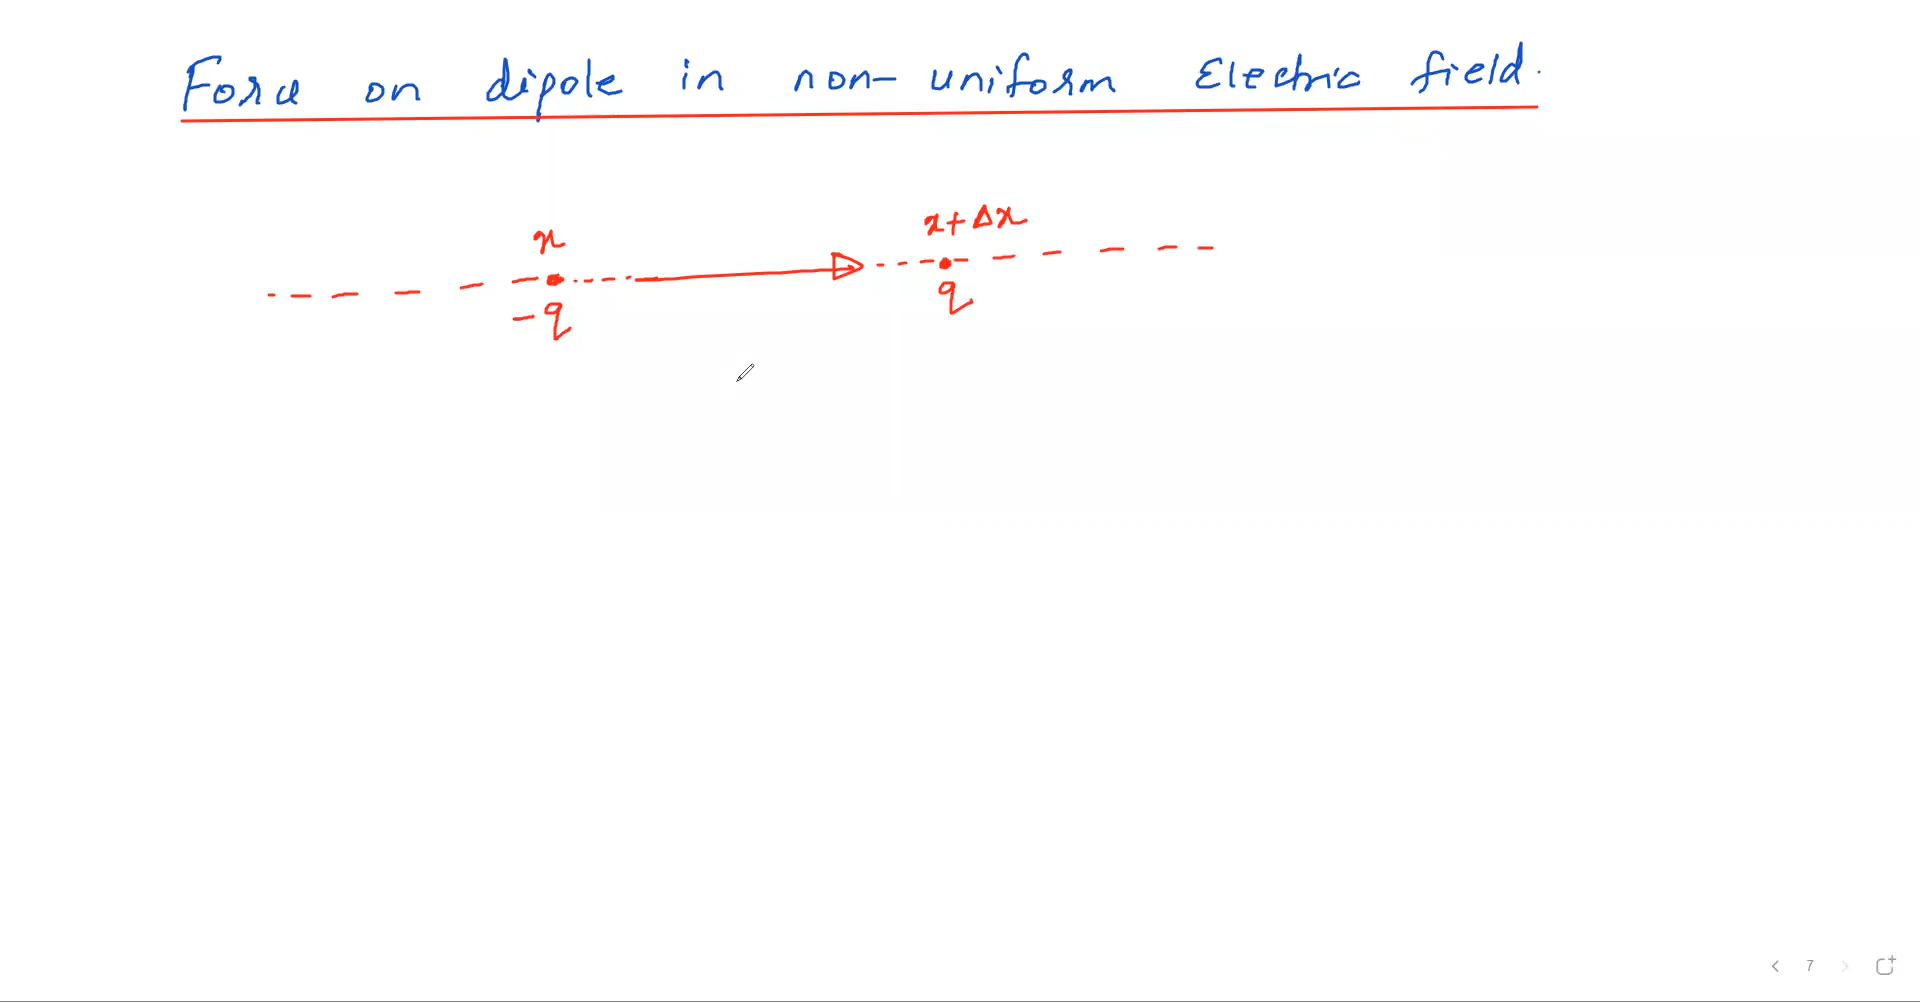 Force on dipole in non-uniform Electric field.
x
x+Δx
-q
q
7